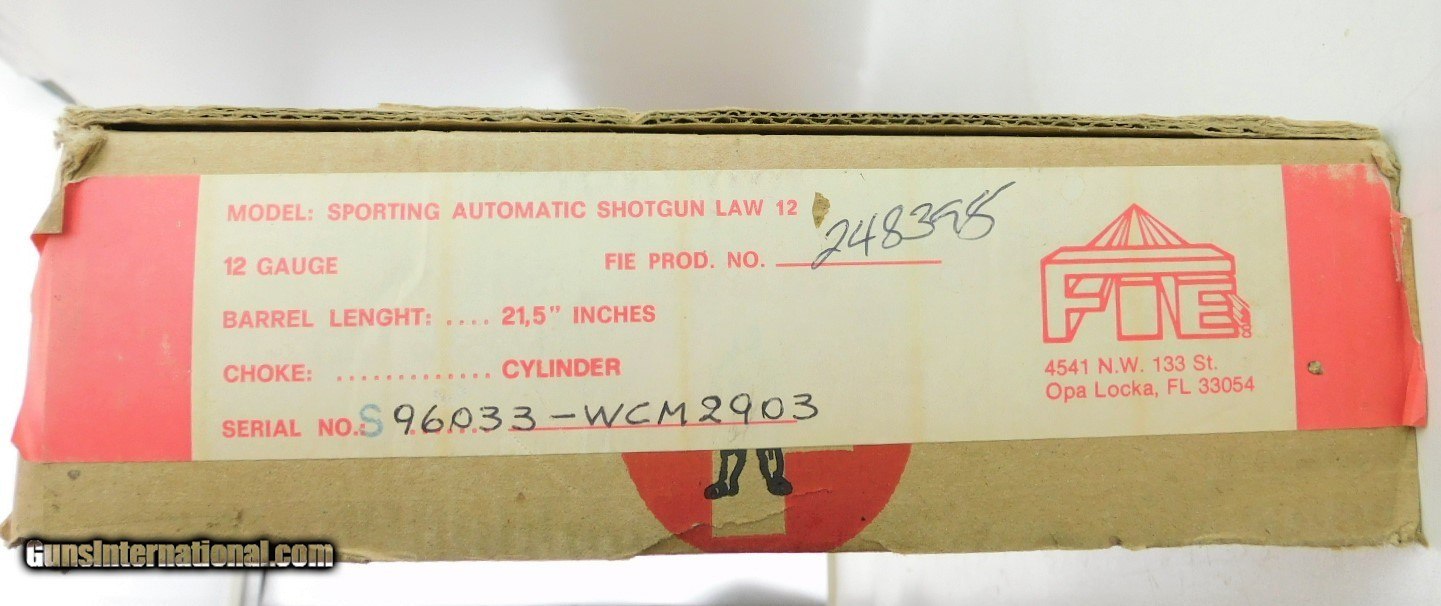 MODEL: SPORTING AUTOMATIC SHOTGUN LAW 12
12 GAUGE FIE PROD. NO. 248395
BARREL LENGHT: .... 21,5" INCHES
CHOKE: ............. CYLINDER
SERIAL NO.: S96033-WCM2903
FIE
4541 N.W. 133 St.
Opa Locka, FL 33054
GunsInternational.com